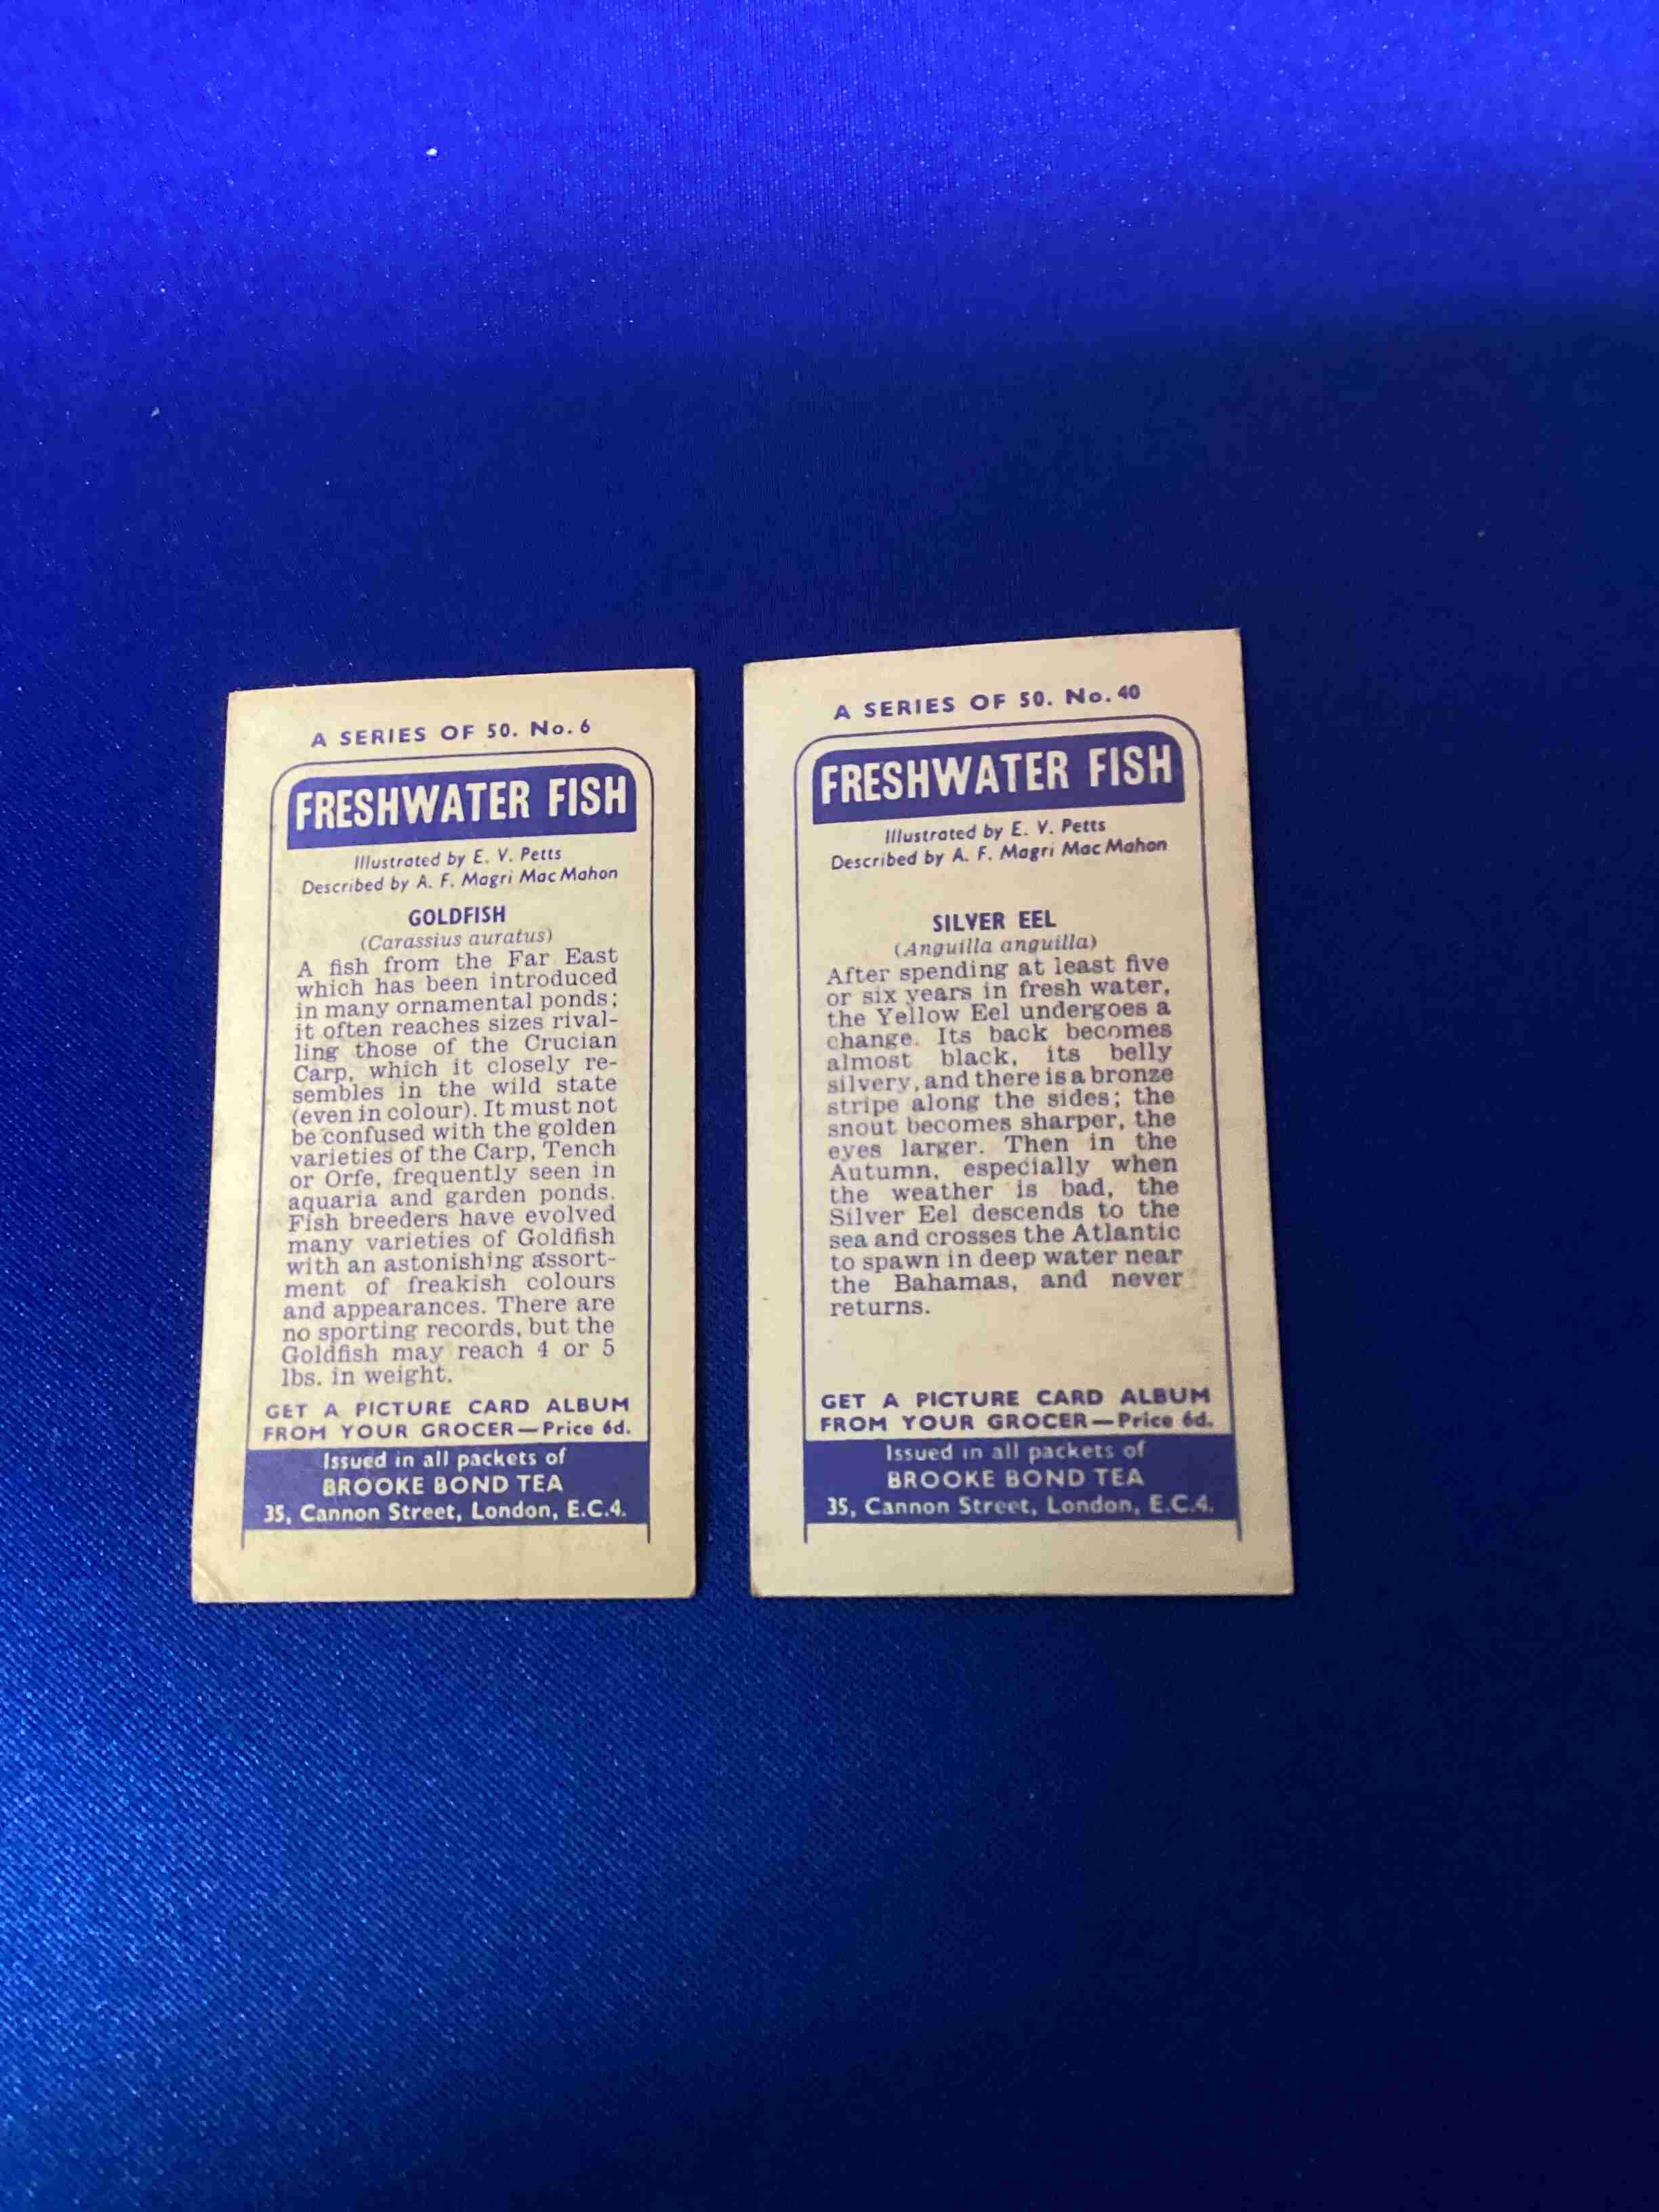 A SERIES OF 50. No. 6
FRESHWATER FISH
Illustrated by E. V. Petts
Described by A. F. Magri Mac Mahon
GOLDFISH
(Carassius auratus)
A fish from the Far East
which has been introduced
in many ornamental ponds;
it often reaches sizes rival-
ling those of the Crucian
Carp, which it closely re-
sembles in the wild state
(even in colour). It must not
be confused with the golden
varieties of the Carp, Tench
or Orfe, frequently seen in
aquaria and garden ponds.
Fish breeders have evolved
many varieties of Goldfish
with an astonishing assort-
ment of freakish colours
and appearances. There are
no sporting records, but the
Goldfish may reach 4 or 5
lbs. in weight.
GET A PICTURE CARD ALBUM
FROM YOUR GROCER—Price 6d.
Issued in all packets of
BROOKE BOND TEA
35, Cannon Street, London, E.C.4.
A SERIES OF 50. No. 40
FRESHWATER FISH
Illustrated by E. V. Petts
Described by A. F. Magri Mac Mahon
SILVER EEL
(Anguilla anguilla)
After spending at least five
or six years in fresh water,
the Yellow Eel undergoes a
change. Its back becomes
almost black, its belly
silvery, and there is a bronze
stripe along the sides; the
snout becomes sharper, the
eyes larger. Then in the
Autumn, especially when
the weather is bad, the
Silver Eel descends to the
sea and crosses the Atlantic
to spawn in deep water near
the Bahamas, and never
returns.
GET A PICTURE CARD ALBUM
FROM YOUR GROCER—Price 6d.
Issued in all packets of
BROOKE BOND TEA
35, Cannon Street, London, E.C.4.